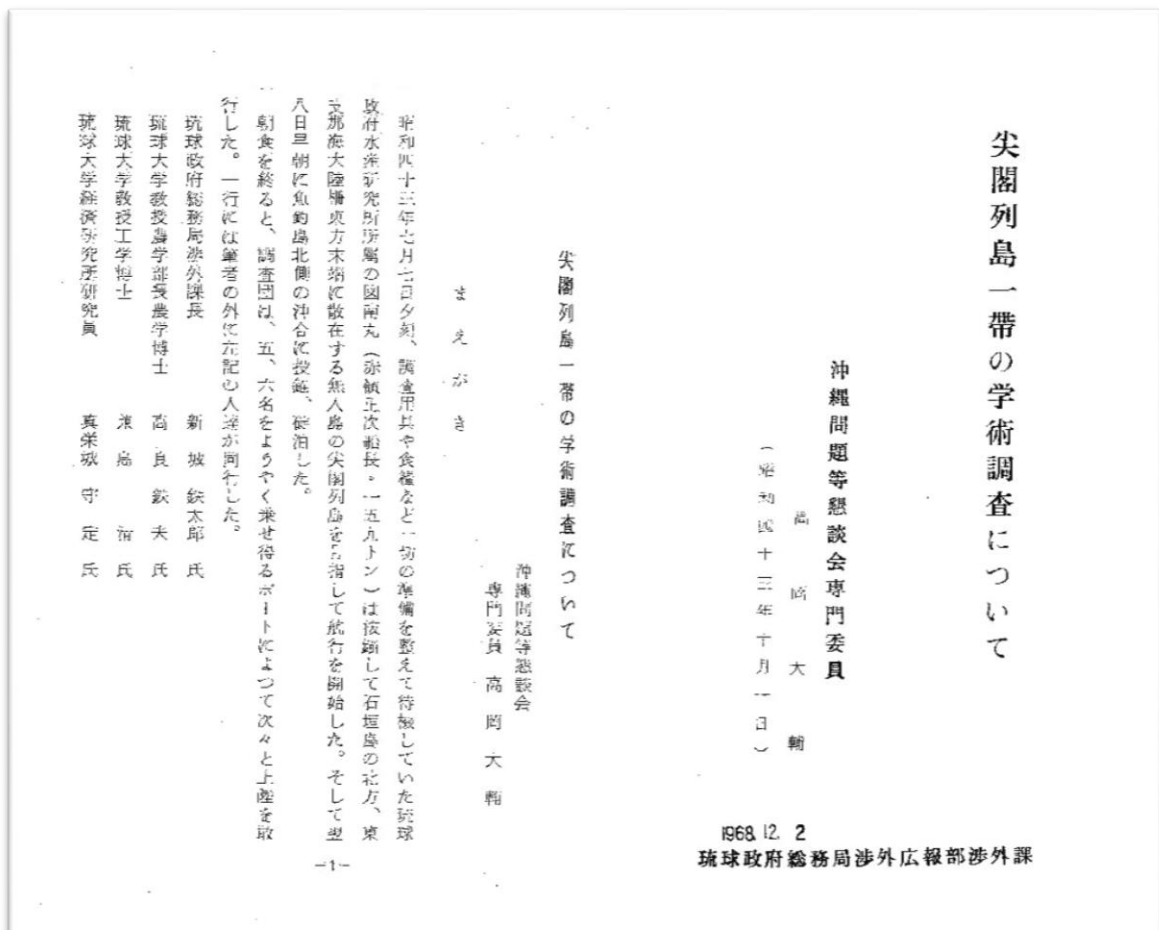 尖閣列島一帯の学術調査について
沖縄問題等懇談会専門委員
高岡大輔
(昭和四十三年十月一日)
1968.12. 2
琉球政府総務局渉外広報部渉外課
尖閣列島一帯の学術調査について
沖縄問題等懇談会
専門委員 高岡大輔
まえがき
昭和四十三年七月七日夕刻、調査用具や食糧など一切の準備を整えて待機していた琉球
政府水産研究所所属の図南丸(赤嶺正次船長・一五九トン)は抜錨して石垣島の北方、東
支那海大陸棚東方末端に散在する無人島の尖閣列島を目指して航行を開始した。そして翌
八日早朝に魚釣島北側の沖合に投錨、碇泊した。
朝食を終ると、調査団は、五、六名をようやく乗せ得るボートによつて次々と上陸を敢
行した。一行には筆者の外に左記の人達が同行した。
琉球政府総務局渉外課長 新城鉄太郎氏
琉球大学教授農学部長農学博士 高良鉄夫氏
琉球大学教授工学博士 兼島清氏
琉球大学経済研究所研究員 真栄城守定氏
—1—